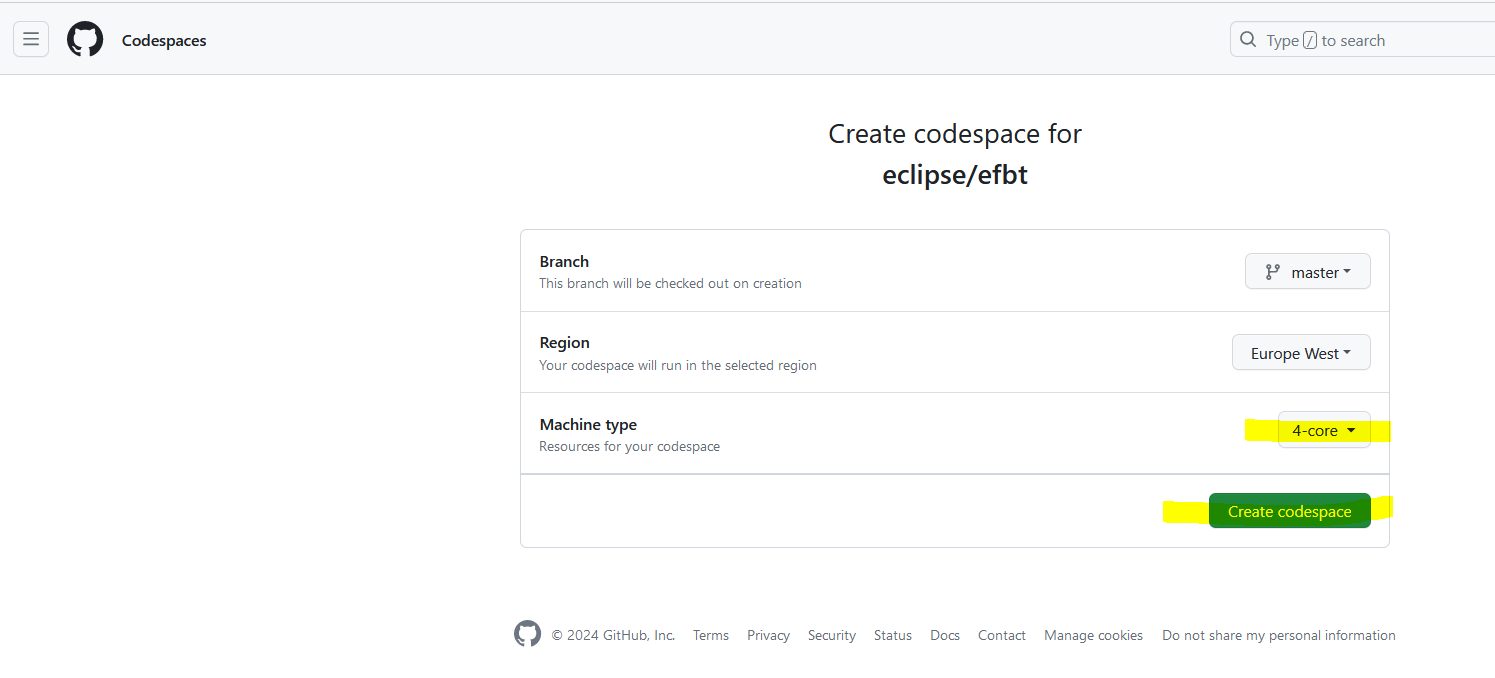 Codespaces
Type / to search
Create codespace for
eclipse/efbt
Branch
This branch will be checked out on creation
master
Region
Your codespace will run in the selected region
Europe West
Machine type
Resources for your codespace
4-core
Create codespace
© 2024 GitHub, Inc. Terms Privacy Security Status Docs Contact Manage cookies Do not share my personal information